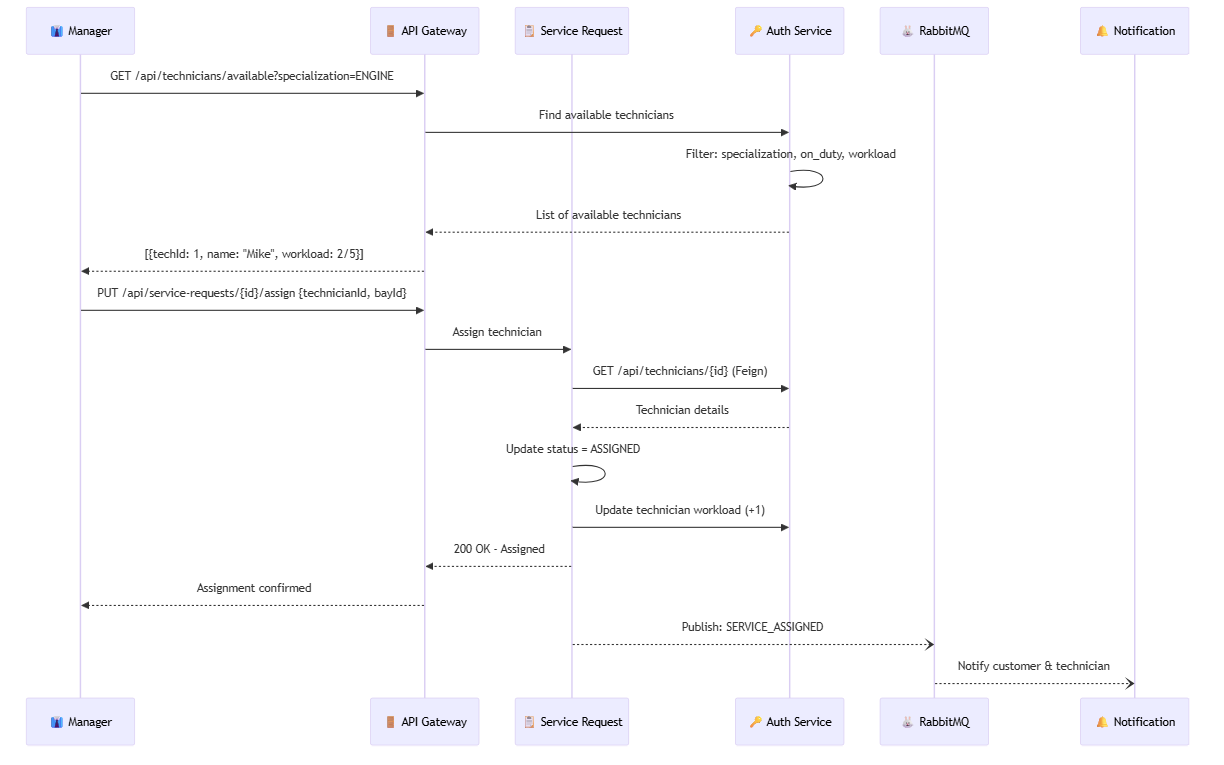 Manager
API Gateway
Service Request
Auth Service
RabbitMQ
Notification
GET /api/technicians/available?specialization=ENGINE
Find available technicians
Filter: specialization, on_duty, workload
List of available technicians
[{techId: 1, name: "Mike", workload: 2/5}]
PUT /api/service-requests/{id}/assign {technicianId, bayId}
Assign technician
GET /api/technicians/{id} (Feign)
Technician details
Update status = ASSIGNED
Update technician workload (+1)
200 OK - Assigned
Assignment confirmed
Publish: SERVICE_ASSIGNED
Notify customer & technician
Manager
API Gateway
Service Request
Auth Service
RabbitMQ
Notification